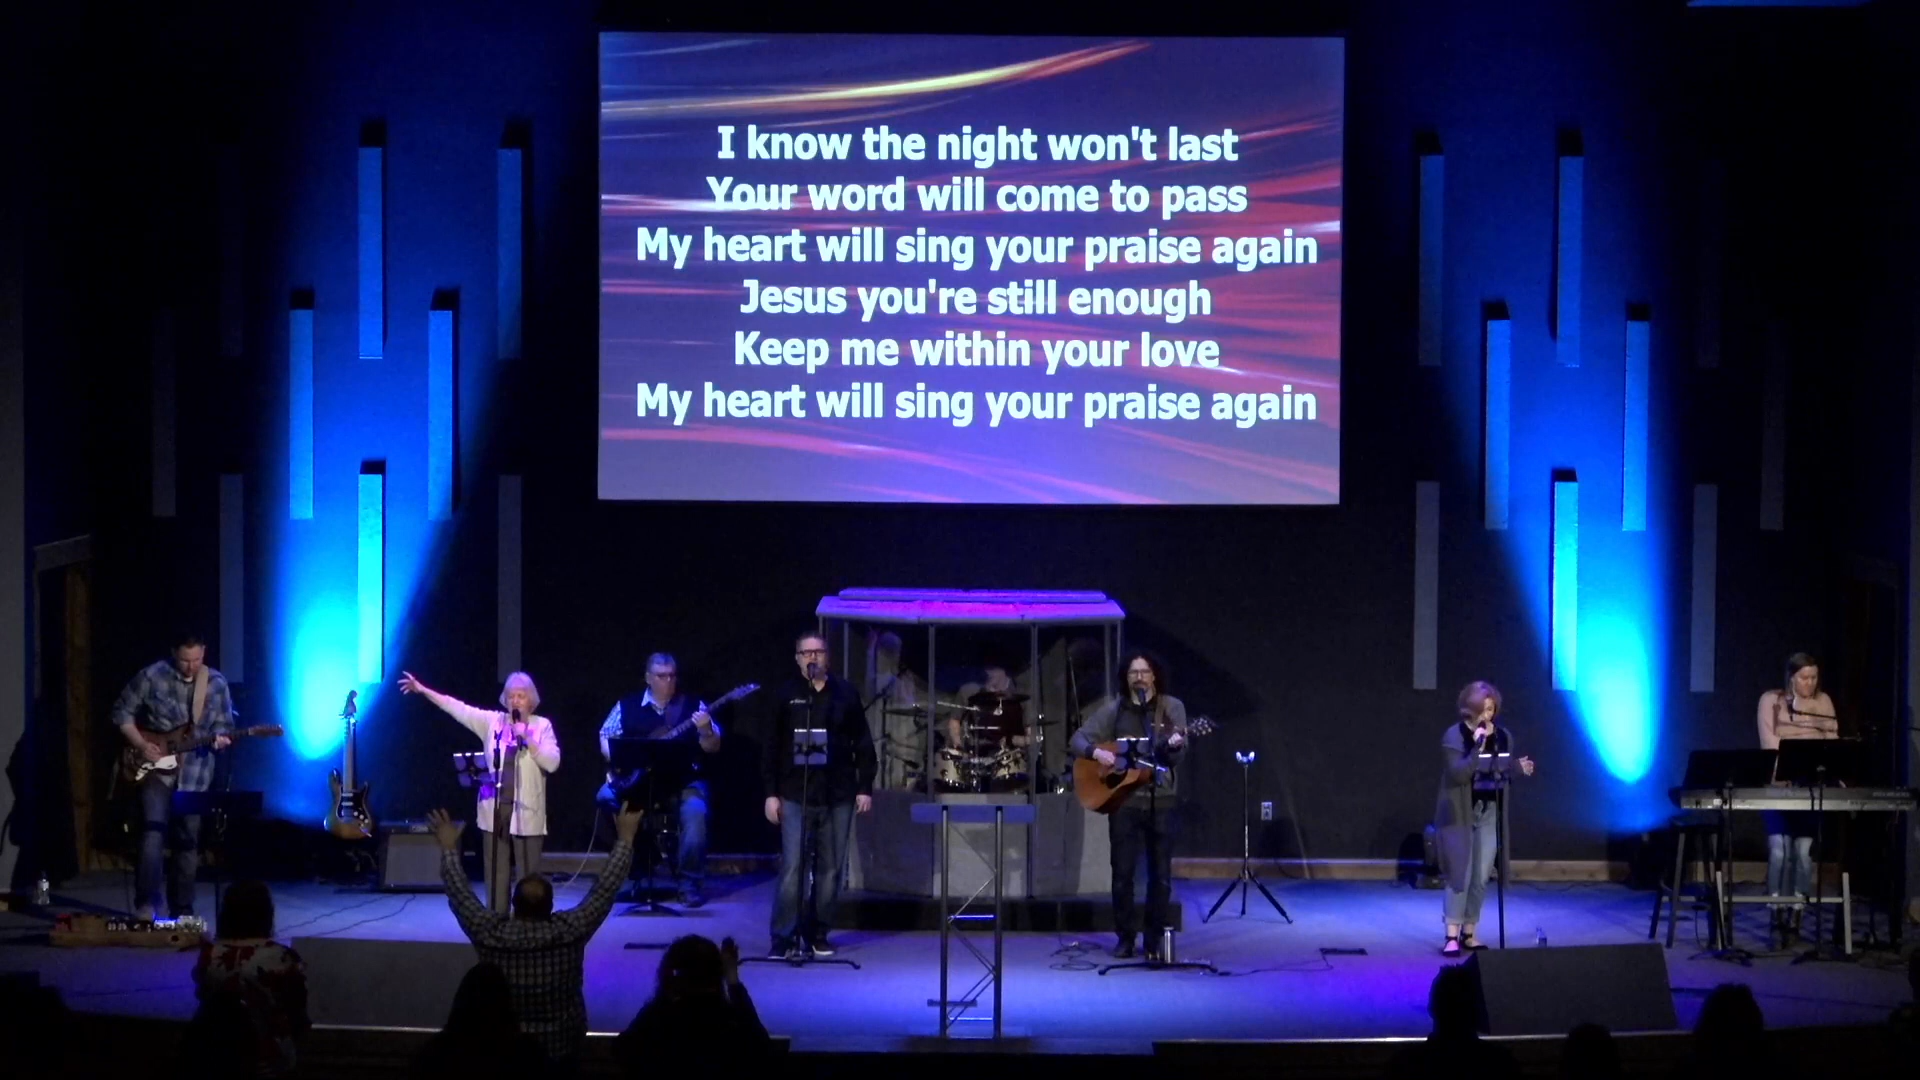 I know the night won't last
Your word will come to pass
My heart will sing your praise again
Jesus you're still enough
Keep me within your love
My heart will sing your praise again